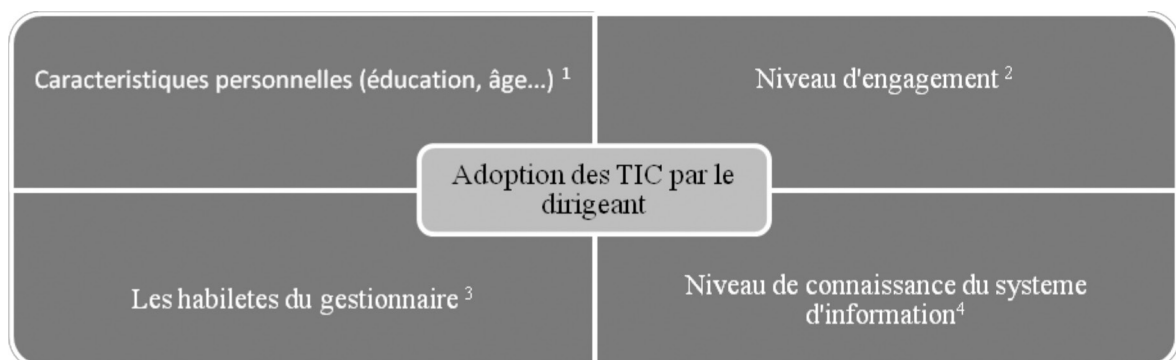 Caracteristiques personnelles (éducation, âge...) 1
Niveau d'engagement 2
Adoption des TIC par le
dirigeant
Les habiletes du gestionnaire 3
Niveau de connaissance du systeme
d'information4